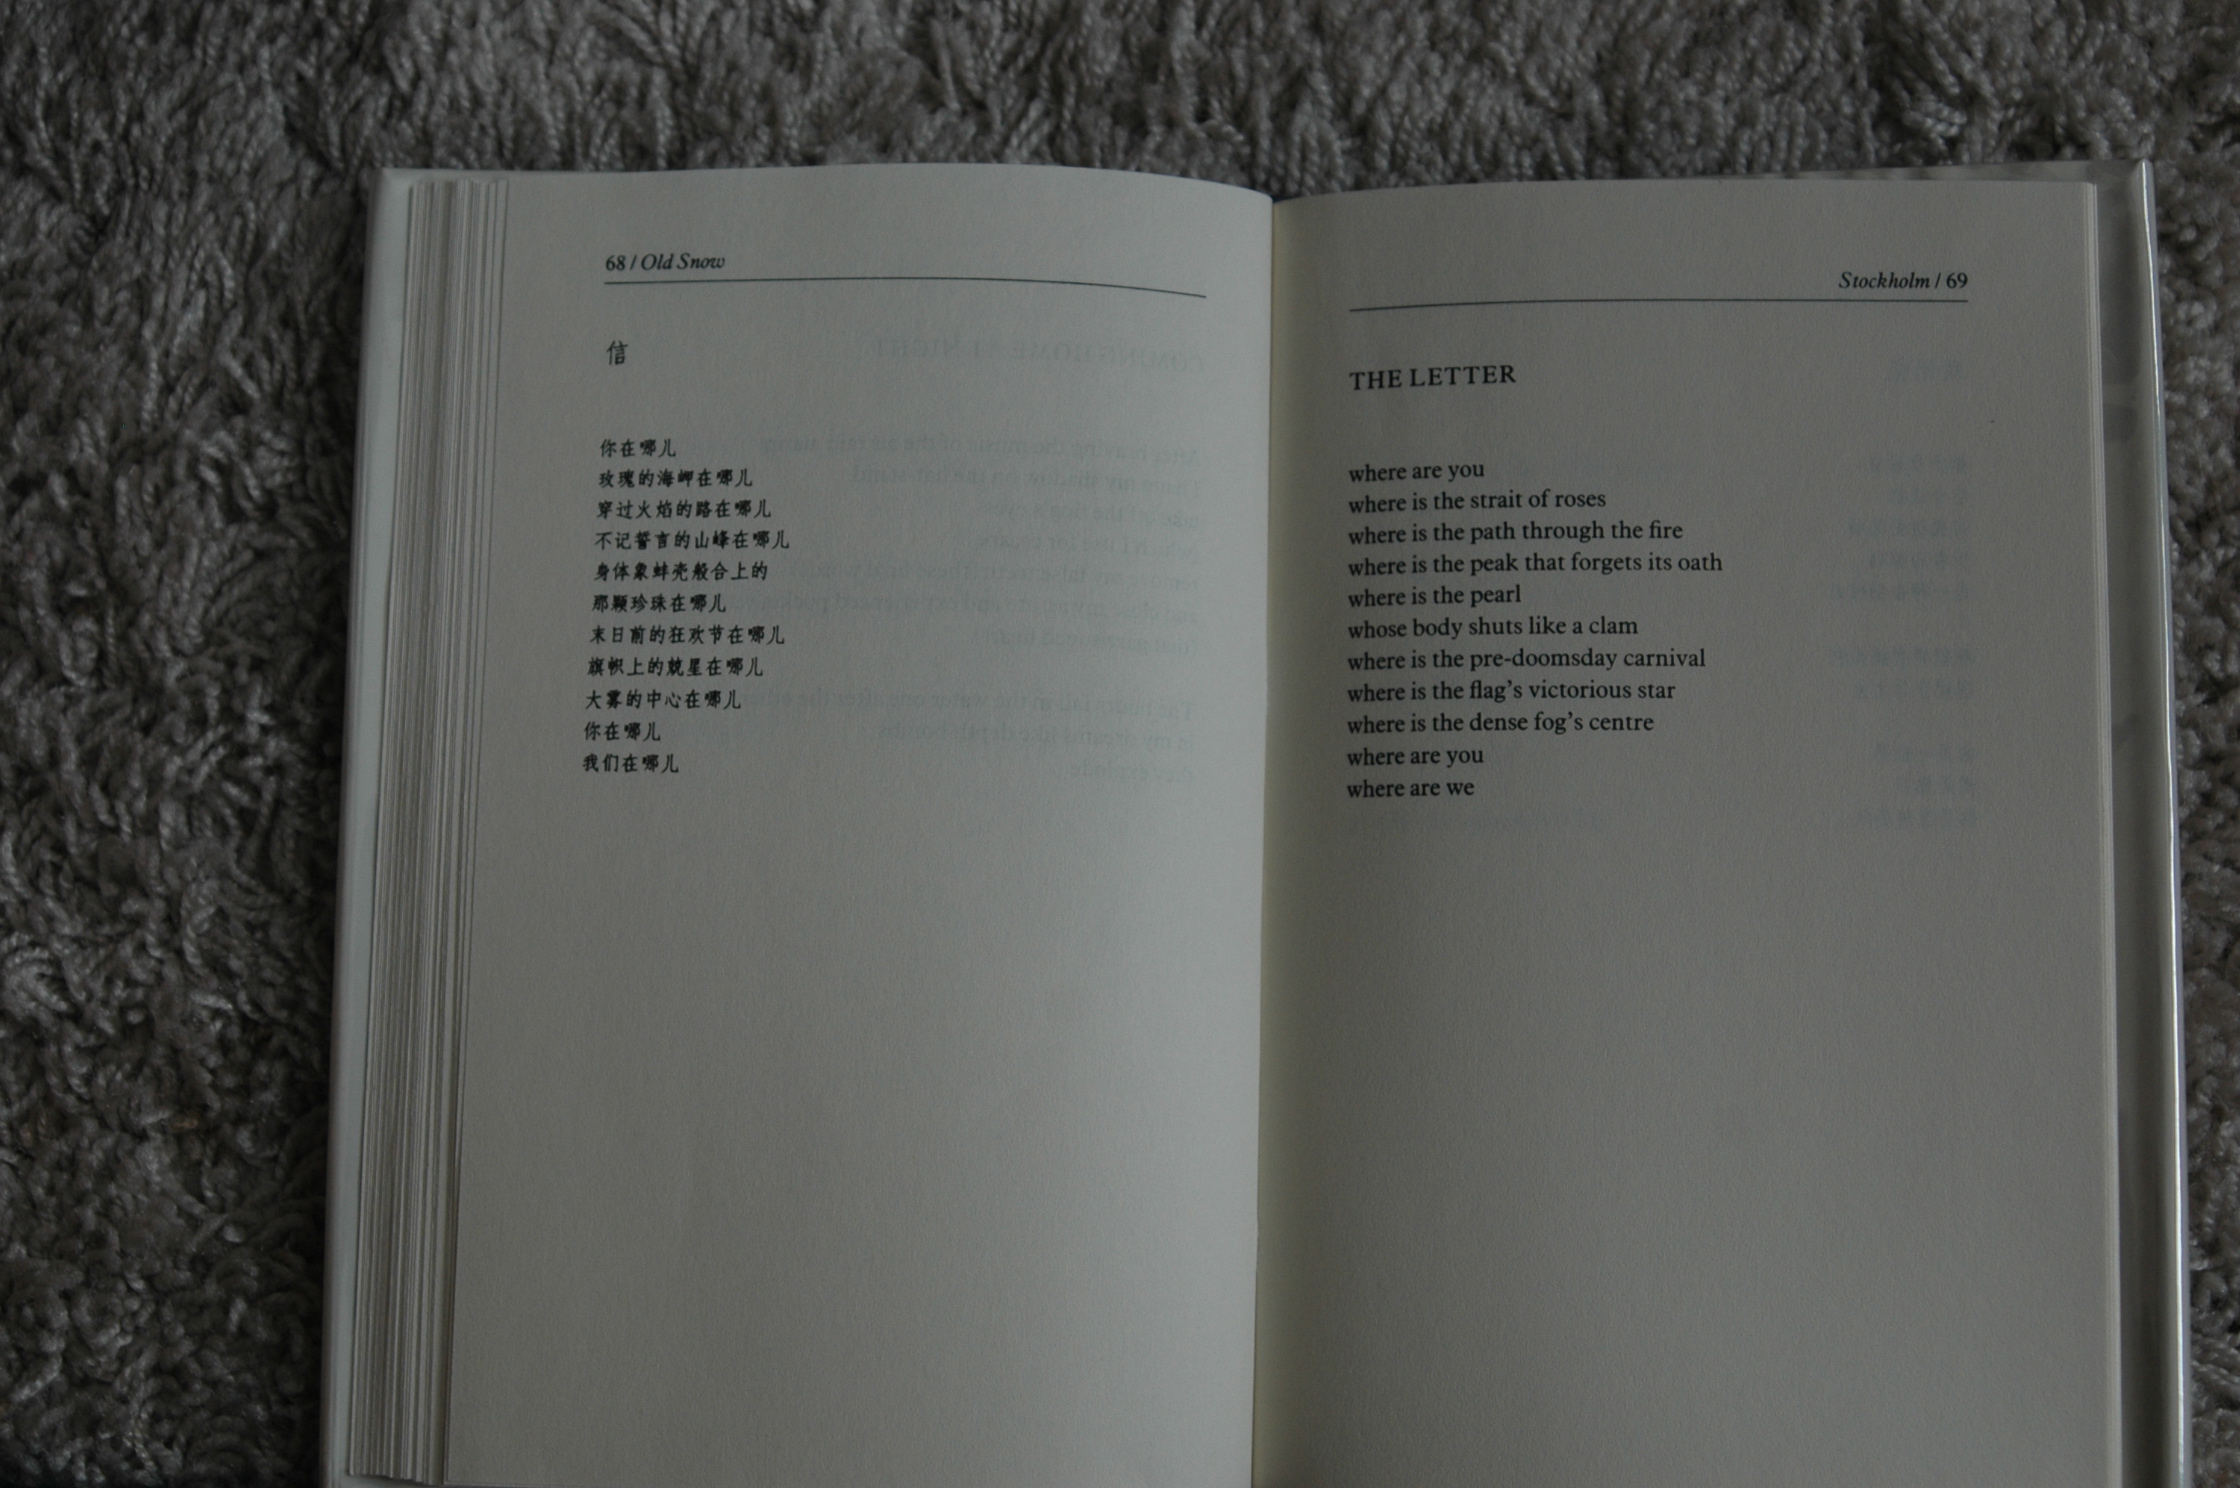 68 / Old Snow
信
你在哪儿
玫瑰的海岬在哪儿
穿过火焰的路在哪儿
不记誓言的山峰在哪儿
身体象蚌壳般合上的
那颗珍珠在哪儿
末日前的狂欢节在哪儿
旗帜上的兢星在哪儿
大雾的中心在哪儿
你在哪儿
我们在哪儿
Stockholm / 69
THE LETTER
where are you
where is the strait of roses
where is the path through the fire
where is the peak that forgets its oath
where is the pearl
whose body shuts like a clam
where is the pre-doomsday carnival
where is the flag's victorious star
where is the dense fog's centre
where are you
where are we